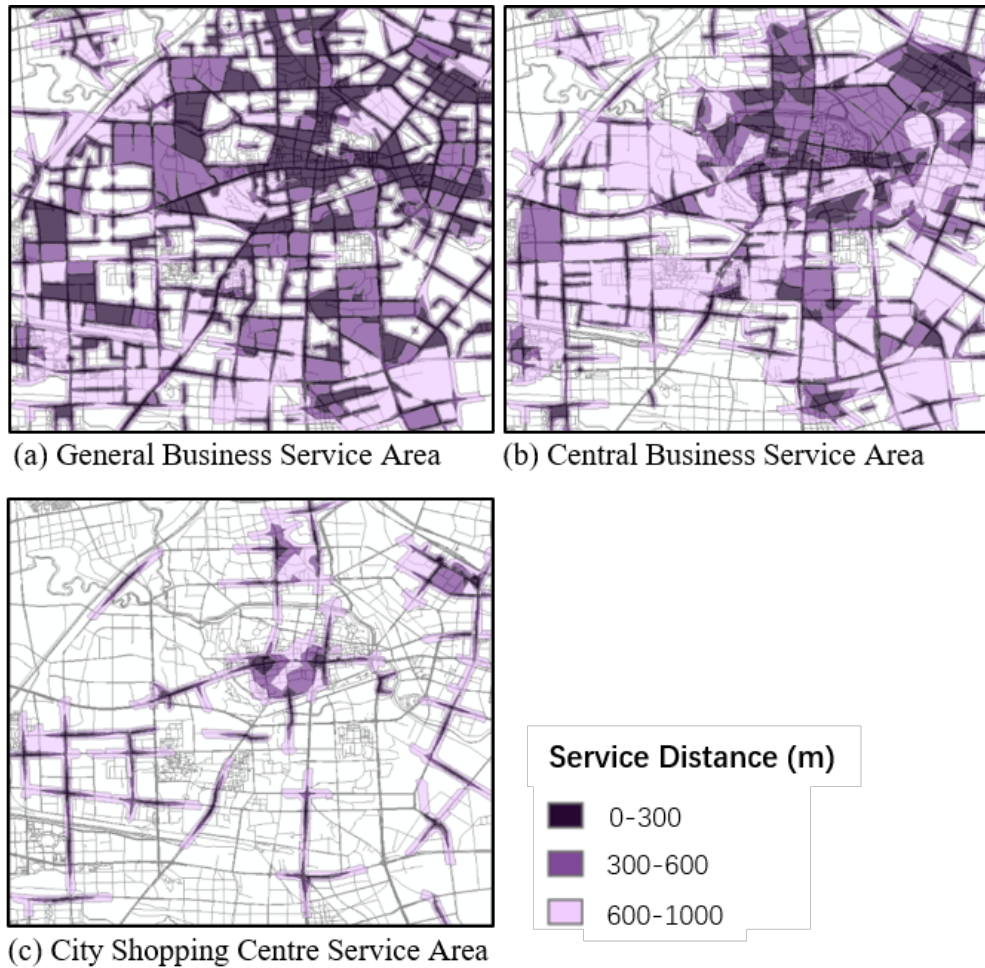 (a) General Business Service Area
(b) Central Business Service Area
(c) City Shopping Centre Service Area
Service Distance (m)
0-300
300-600
600-1000